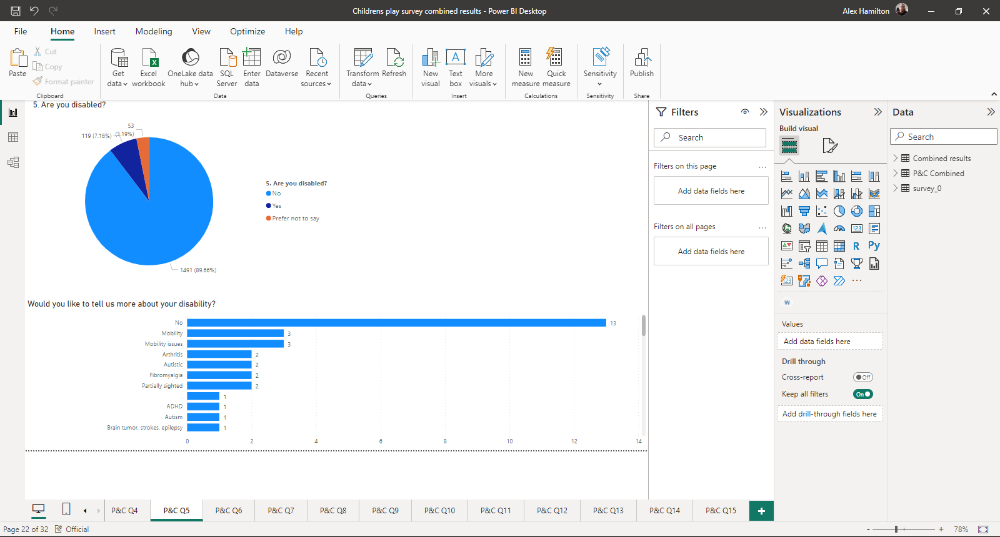 Childrens play survey combined results - Power BI Desktop
Alex Hamilton
File Home Insert Modeling View Optimize Help
Paste
Cut
Copy
Format painter
Clipboard
Get data
Excel workbook
OneLake data hub
SQL Server
Enter data
Dataverse
Recent sources
Data
Transform data
Refresh
Queries
New visual
Text box
More visuals
Insert
New measure
Quick measure
Calculations
Sensitivity
Sensitivity
Publish
Share
5. Are you disabled?
53
(3.19%)
119 (7.16%)
1491 (89.66%)
5. Are you disabled?
No
Yes
Prefer not to say
Would you like to tell us more about your disability?
No 13
Mobility 3
Mobility issues 3
Arthritis 2
Autistic 2
Fibromyalgia 2
Partially sighted 2
. 1
ADHD 1
Autism 1
Brain tumor, strokes, epilepsy 1
0 2 4 6 8 10 12 14
Filters
Search
Filters on this page ...
Add data fields here
Filters on all pages ...
Add data fields here
Visualizations
Build visual
123
R
Py
123
...
W
Values
Add data fields here
Drill through
Cross-report Off
Keep all filters On
Add drill-through fields here
Data
Search
Combined results
P&C Combined
survey_0
P&C Q4 P&C Q5 P&C Q6 P&C Q7 P&C Q8 P&C Q9 P&C Q10 P&C Q11 P&C Q12 P&C Q13 P&C Q14 P&C Q15 +
Page 22 of 32 Official
- + 78%